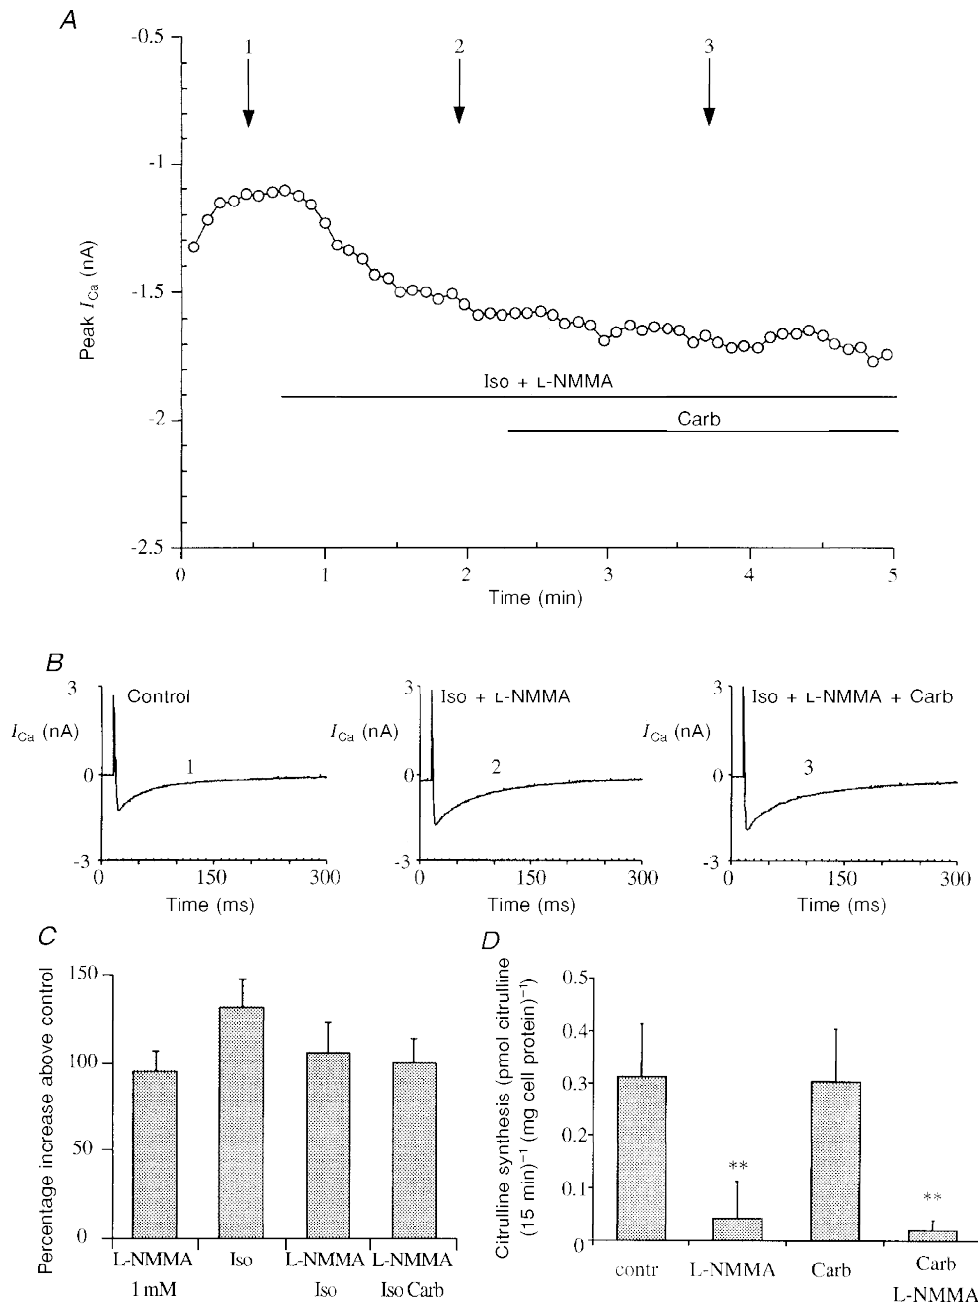 A
-0.5
1
2
3
-1
-1.5
-2
-2.5
Peak I Ca (nA)
Iso + L-NMMA
Carb
0
1
2
3
4
5
Time (min)
B
3
Control
I Ca (nA)
0
1
-3
0
150
300
Time (ms)
3
Iso + L-NMMA
I Ca (nA)
0
2
-3
0
150
300
Time (ms)
3
Iso + L-NMMA + Carb
I Ca (nA)
0
3
-3
0
150
300
Time (ms)
C
Percentage increase above control
150
100
50
0
L-NMMA
1 mM
Iso
L-NMMA
Iso
L-NMMA
Iso Carb
D
Citrulline synthesis (pmol citrulline
(15 min)⁻¹ (mg cell protein)⁻¹)
0.5
0.4
0.3
0.2
0.1
0
**
**
contr
L-NMMA
Carb
Carb
L-NMMA